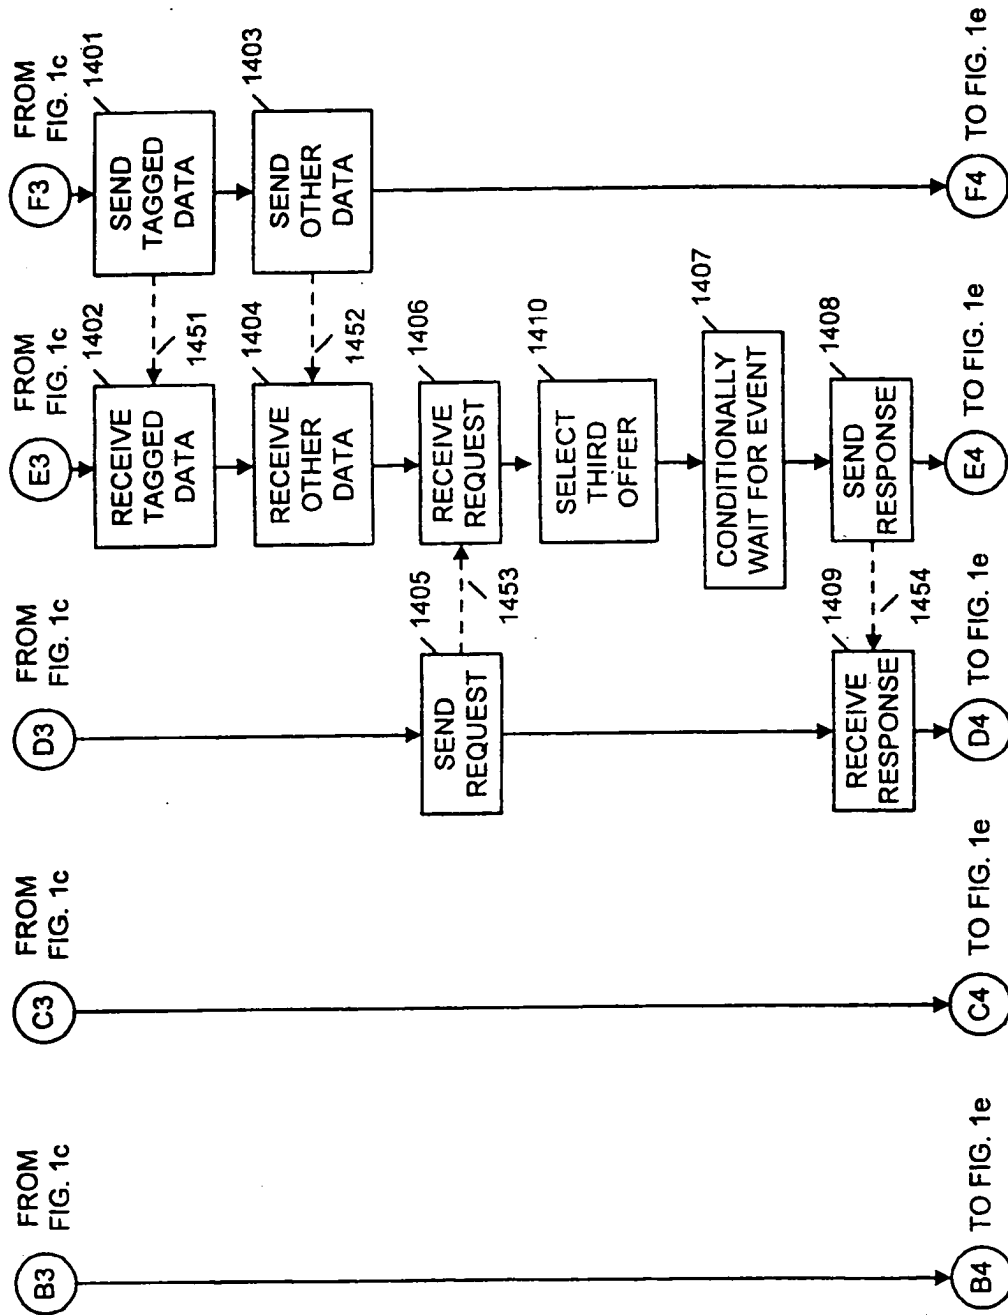 B3
FROM
FIG. 1c
C3
FROM
FIG. 1c
D3
FROM
FIG. 1c
E3
FROM
FIG. 1c
F3
FROM
FIG. 1c
1401
SEND
TAGGED
DATA
1402
RECEIVE
TAGGED
DATA
1451
1403
SEND
OTHER
DATA
1404
RECEIVE
OTHER
DATA
1452
1405
SEND
REQUEST
1453
1406
RECEIVE
REQUEST
1410
SELECT
THIRD
OFFER
1407
CONDITIONALLY
WAIT FOR EVENT
1408
SEND
RESPONSE
1409
RECEIVE
RESPONSE
1454
B4
TO FIG. 1e
C4
TO FIG. 1e
D4
TO FIG. 1e
E4
TO FIG. 1e
F4
TO FIG. 1e